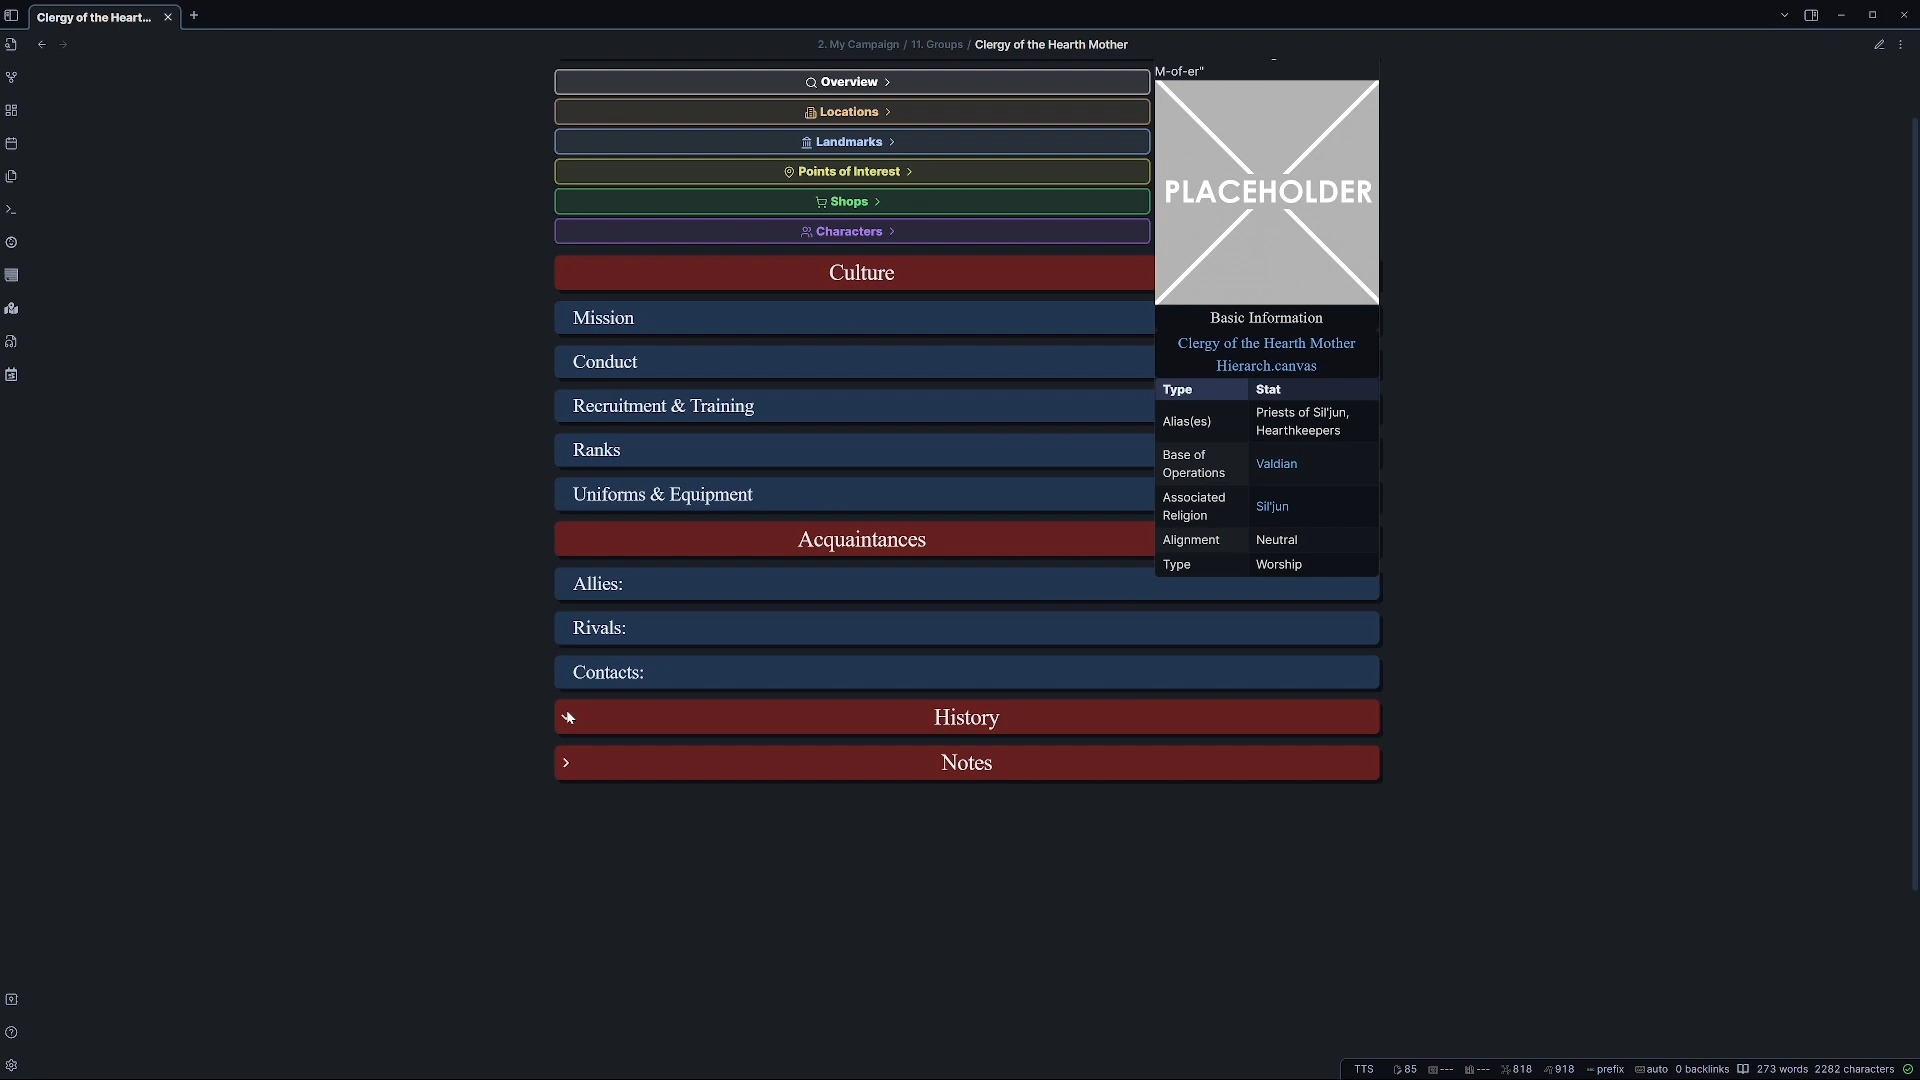 Clergy of the Heart...
2. My Campaign / 11. Groups / Clergy of the Hearth Mother
M-of-er"
Overview
Locations
Landmarks
Points of Interest
Shops
Characters
PLACEHOLDER
Basic Information
Clergy of the Hearth Mother
Hierarch.canvas
Type Stat
Alias(es) Priests of Sil'jun,
Hearthkeepers
Base of
Operations Valdian
Associated
Religion Sil'jun
Alignment Neutral
Type Worship
Culture
Mission
Conduct
Recruitment & Training
Ranks
Uniforms & Equipment
Acquaintances
Allies:
Rivals:
Contacts:
History
Notes
TTS 85 --- --- 818 918 prefix auto 0 backlinks 273 words 2282 characters